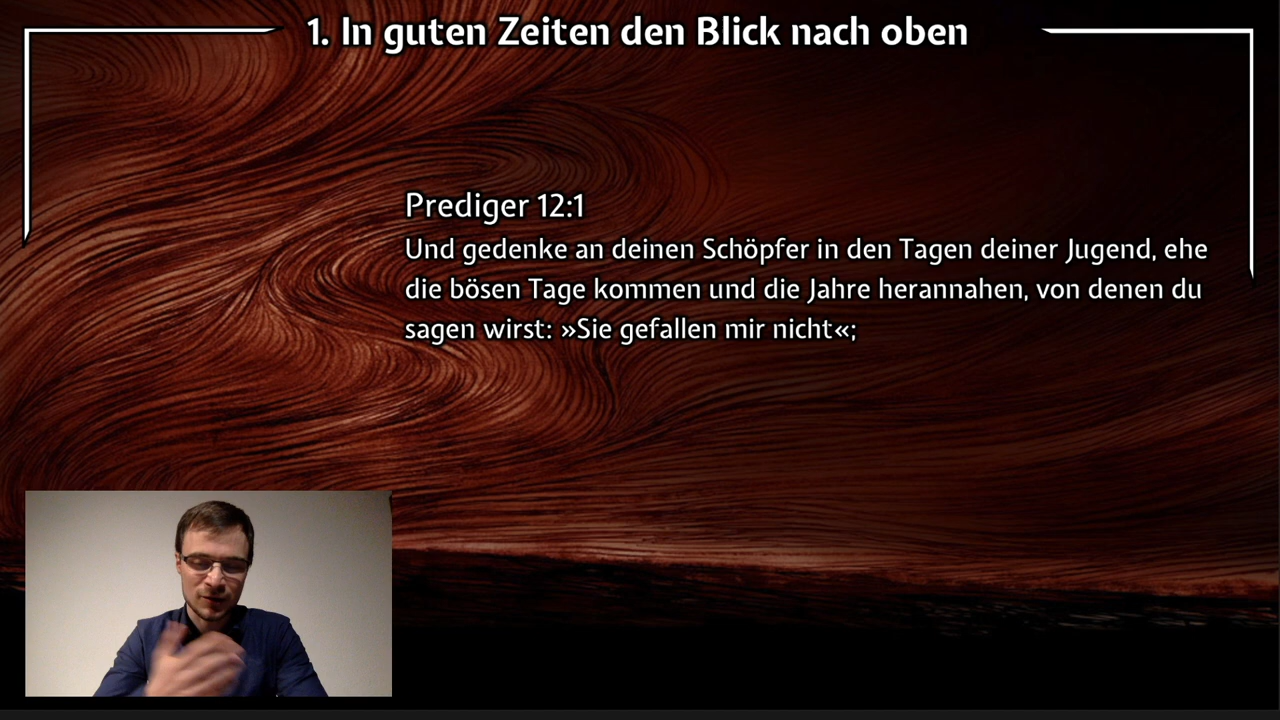 1. In guten Zeiten den Blick nach oben
Prediger 12:1
Und gedenke an deinen Schöpfer in den Tagen deiner Jugend, ehe
die bösen Tage kommen und die Jahre herannahen, von denen du
sagen wirst: »Sie gefallen mir nicht«;